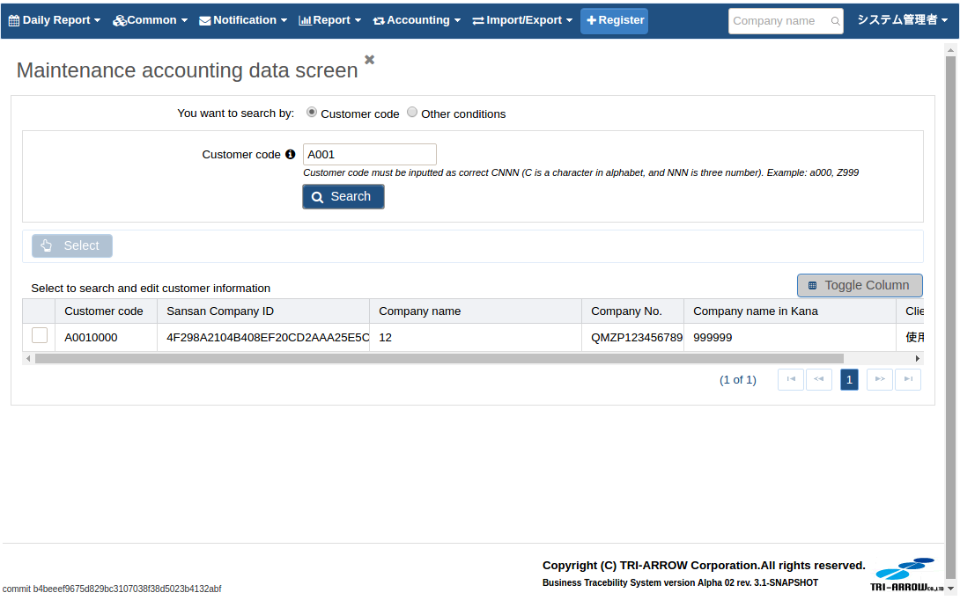 Daily Report Common Notification Report Accounting Import/Export Register Company name システム管理者
Maintenance accounting data screen
You want to search by: Customer code Other conditions
Customer code A001
Customer code must be inputted as correct CNNN (C is a character in alphabet, and NNN is three number). Example: a000, Z999
Search
Select
Select to search and edit customer information Toggle Column
Customer code Sansan Company ID Company name Company No. Company name in Kana Clie
A0010000 4F298A2104B408EF20CD2AAA25E5C 12 QMZP123456789 999999 使用
(1 of 1) 1
Copyright (C) TRI-ARROW Corporation.All rights reserved.
Business Tracebility System version Alpha 02 rev. 3.1-SNAPSHOT
TRI-ARROW CO.,LTD
commit b4beeef9675d829bc3107038f38d5023b4132abf